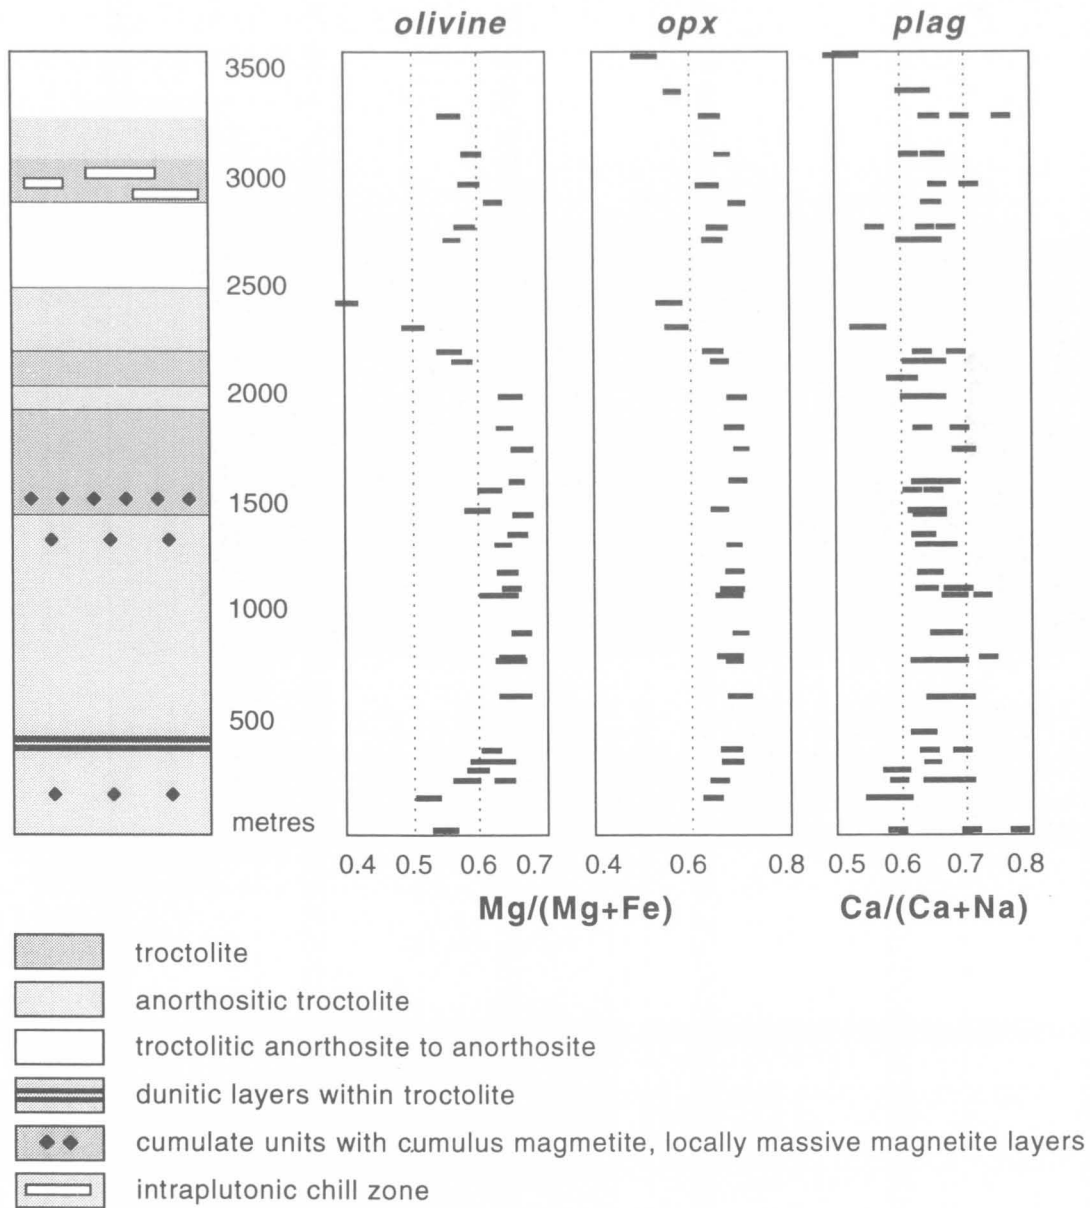 olivine opx plag
3500
3000
2500
2000
1500
1000
500
metres
0.4 0.5 0.6 0.7 0.4 0.6 0.8 0.5 0.6 0.7 0.8
Mg/(Mg+Fe) Ca/(Ca+Na)
troctolite
anorthositic troctolite
troctolitic anorthosite to anorthosite
dunitic layers within troctolite
cumulate units with cumulus magmetite, locally massive magnetite layers
intraplutonic chill zone